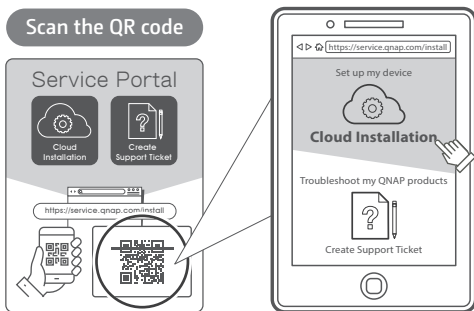 Scan the QR code
Service Portal
Cloud
Installation
Create
Support Ticket
https://service.qnap.com/install
https://service.qnap.com/install
Set up my device
Cloud Installation
Troubleshoot my QNAP products
Create Support Ticket